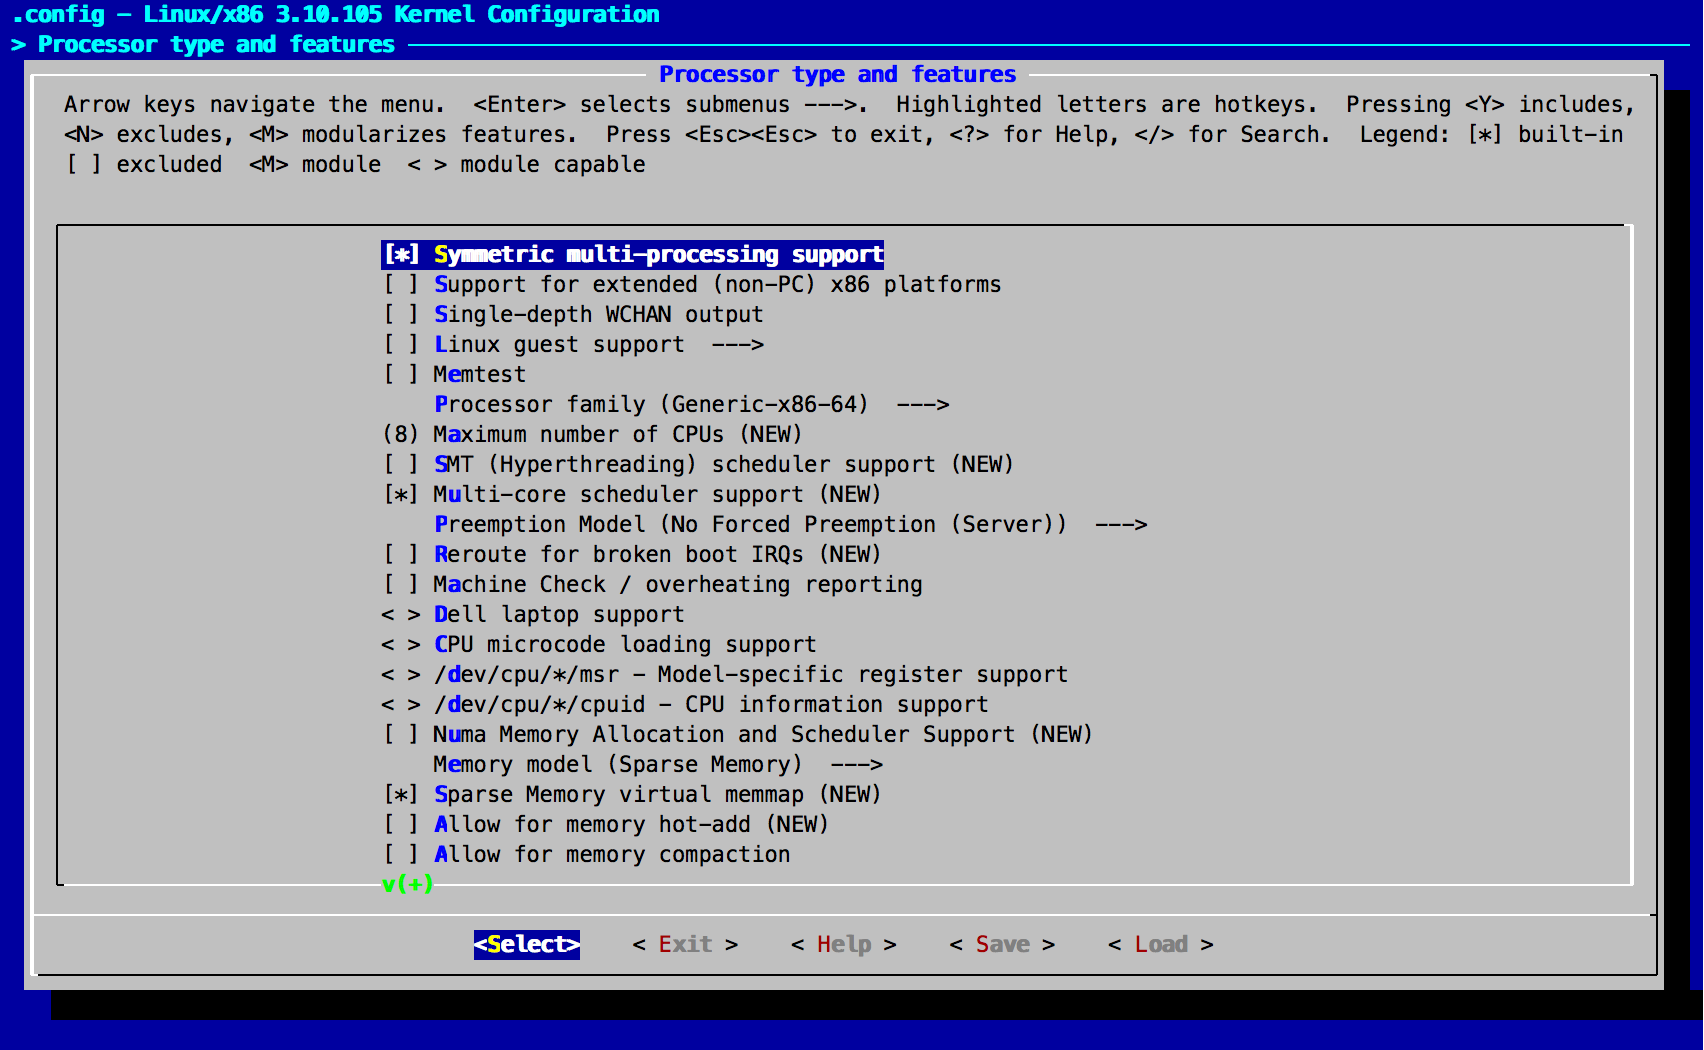 .config - Linux/x86 3.10.105 Kernel Configuration
> Processor type and features
Processor type and features
Arrow keys navigate the menu.  <Enter> selects submenus --->.  Highlighted letters are hotkeys.  Pressing <Y> includes,
<N> excludes, <M> modularizes features.  Press <Esc><Esc> to exit, <?> for Help, </> for Search.  Legend: [*] built-in
[ ] excluded  <M> module  < > module capable
[*] Symmetric multi-processing support
[ ] Support for extended (non-PC) x86 platforms
[ ] Single-depth WCHAN output
[ ] Linux guest support  --->
[ ] Memtest
Processor family (Generic-x86-64)  --->
(8) Maximum number of CPUs (NEW)
[ ] SMT (Hyperthreading) scheduler support (NEW)
[*] Multi-core scheduler support (NEW)
Preemption Model (No Forced Preemption (Server))  --->
[ ] Reroute for broken boot IRQs (NEW)
[ ] Machine Check / overheating reporting
< > Dell laptop support
< > CPU microcode loading support
< > /dev/cpu/*/msr - Model-specific register support
< > /dev/cpu/*/cpuid - CPU information support
[ ] Numa Memory Allocation and Scheduler Support (NEW)
Memory model (Sparse Memory)  --->
[*] Sparse Memory virtual memmap (NEW)
[ ] Allow for memory hot-add (NEW)
[ ] Allow for memory compaction
v(+)
<Select>    < Exit >    < Help >    < Save >    < Load >